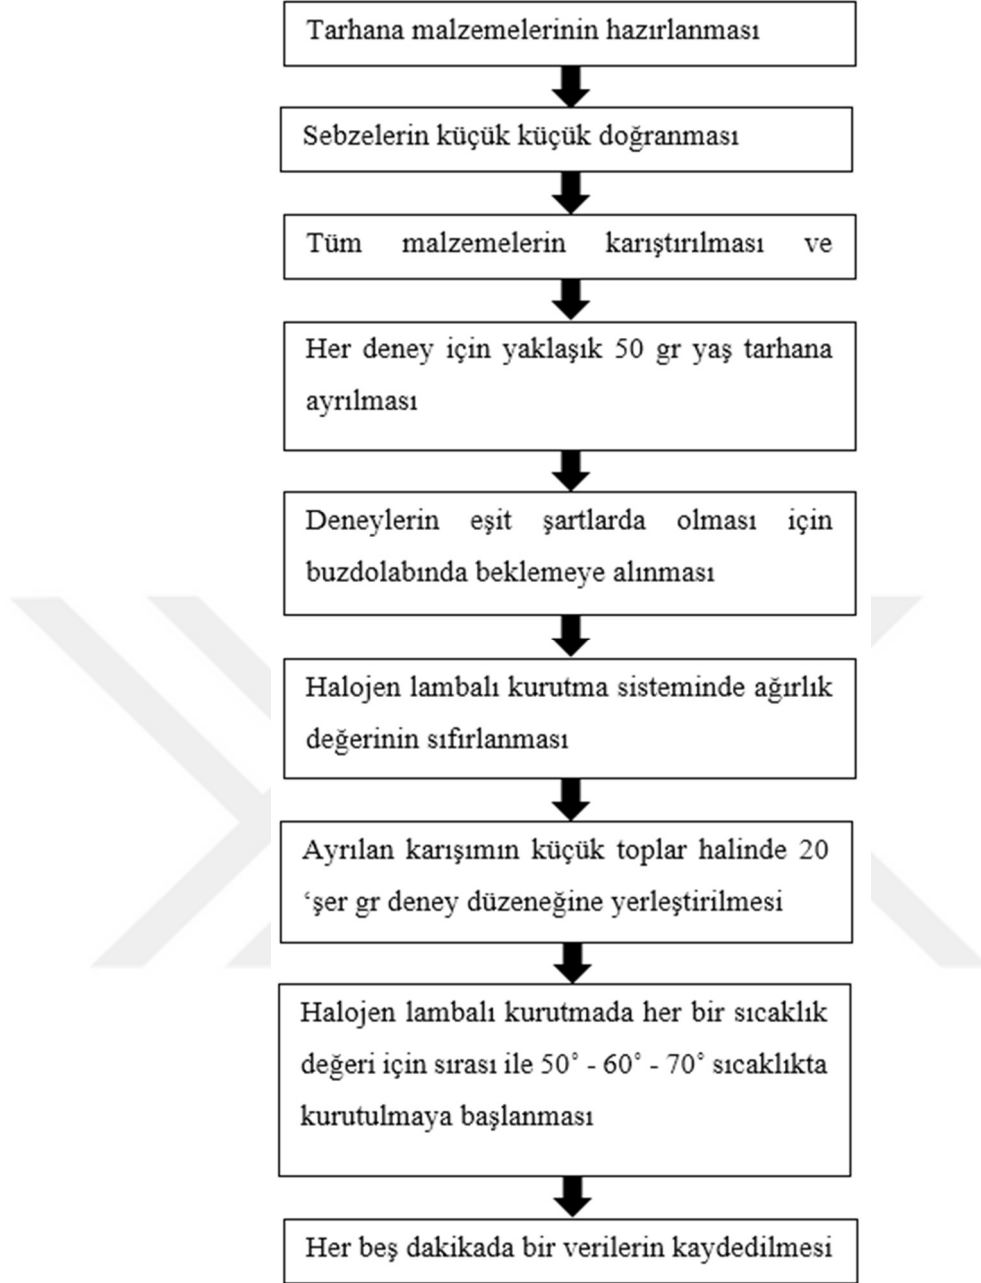 Tarhana malzemelerinin hazırlanması
Sebzelerin küçük küçük doğranması
Tüm malzemelerin karıştırılması ve
Her deney için yaklaşık 50 gr yaş tarhana
ayrılması
Deneylerin eşit şartlarda olması için
buzdolabında beklemeye alınması
Halojen lambalı kurutma sisteminde ağırlık
değerinin sıfırlanması
Ayrılan karışımın küçük toplar halinde 20
‘şer gr deney düzeneğine yerleştirilmesi
Halojen lambalı kurutmada her bir sıcaklık
değeri için sırası ile 50˚ - 60˚ - 70˚ sıcaklıkta
kurutulmaya başlanması
Her beş dakikada bir verilerin kaydedilmesi